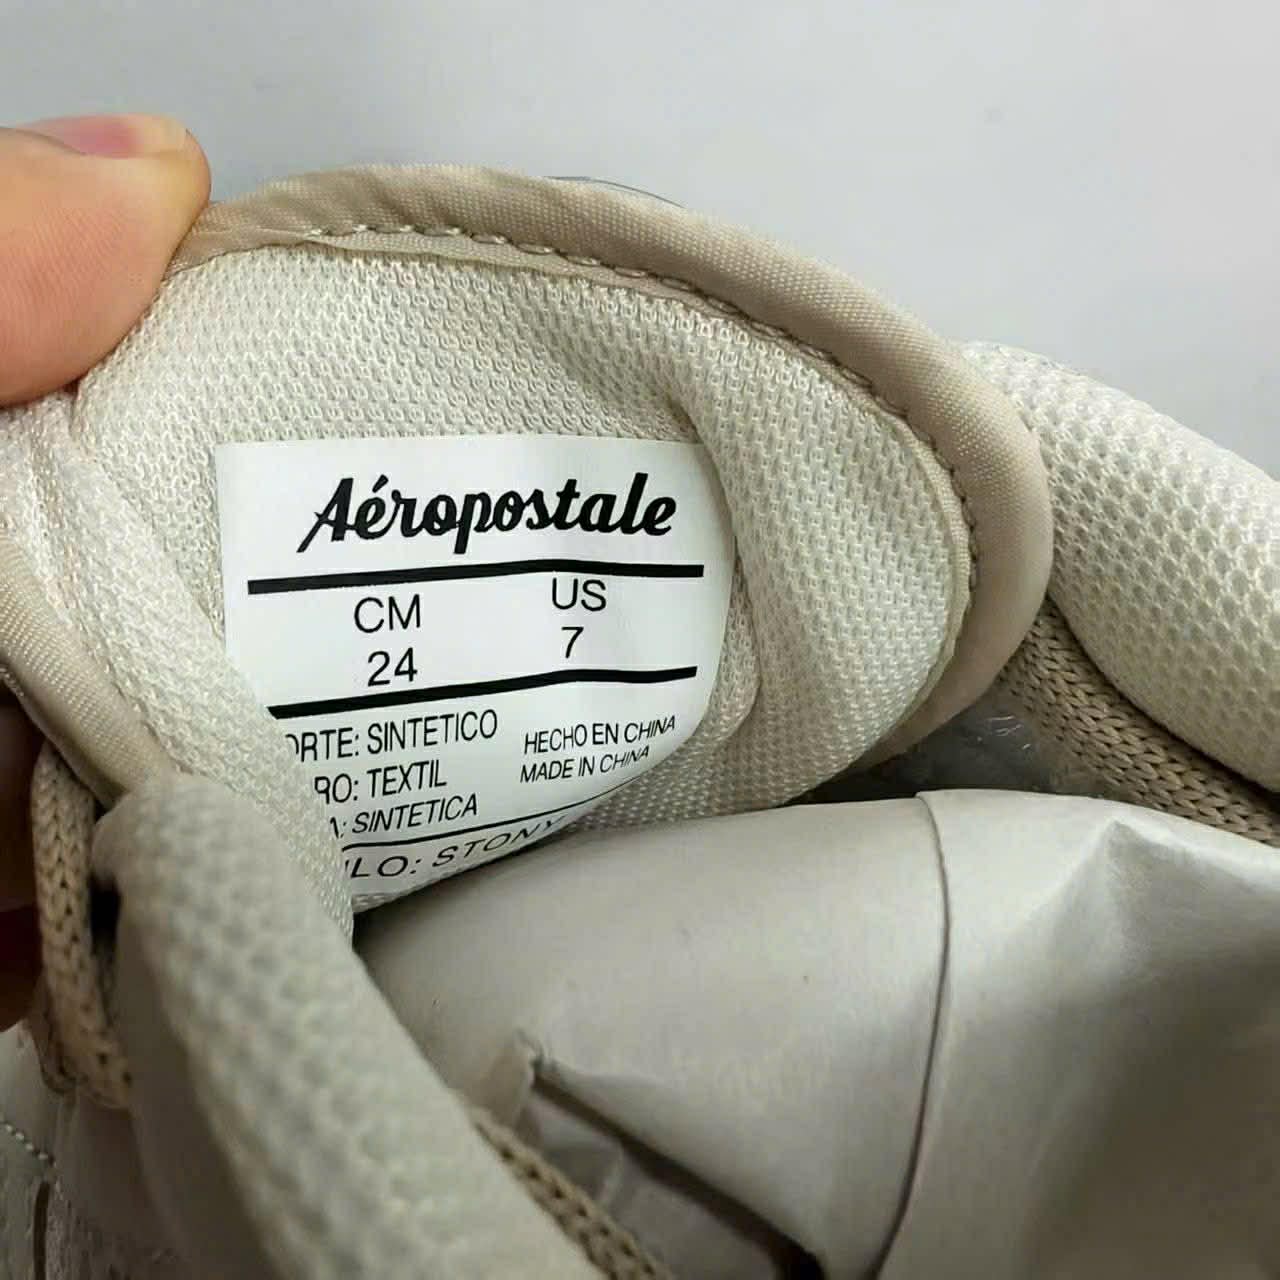 Aéropostale
CM US
24 7
ORTE: SINTETICO
RO: TEXTIL
A: SINTETICA
HECHO EN CHINA
MADE IN CHINA
ILO: STONY